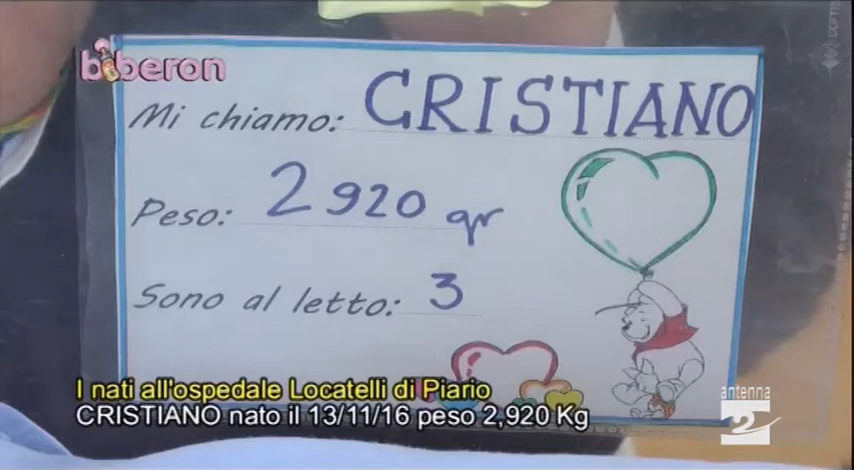 biberon
Mi chiamo: CRISTIANO
Peso: 2920 gr
Sono al letto: 3
I nati all'ospedale Locatelli di Piario
CRISTIANO nato il 13/11/16 peso 2,920 Kg
antenna
2